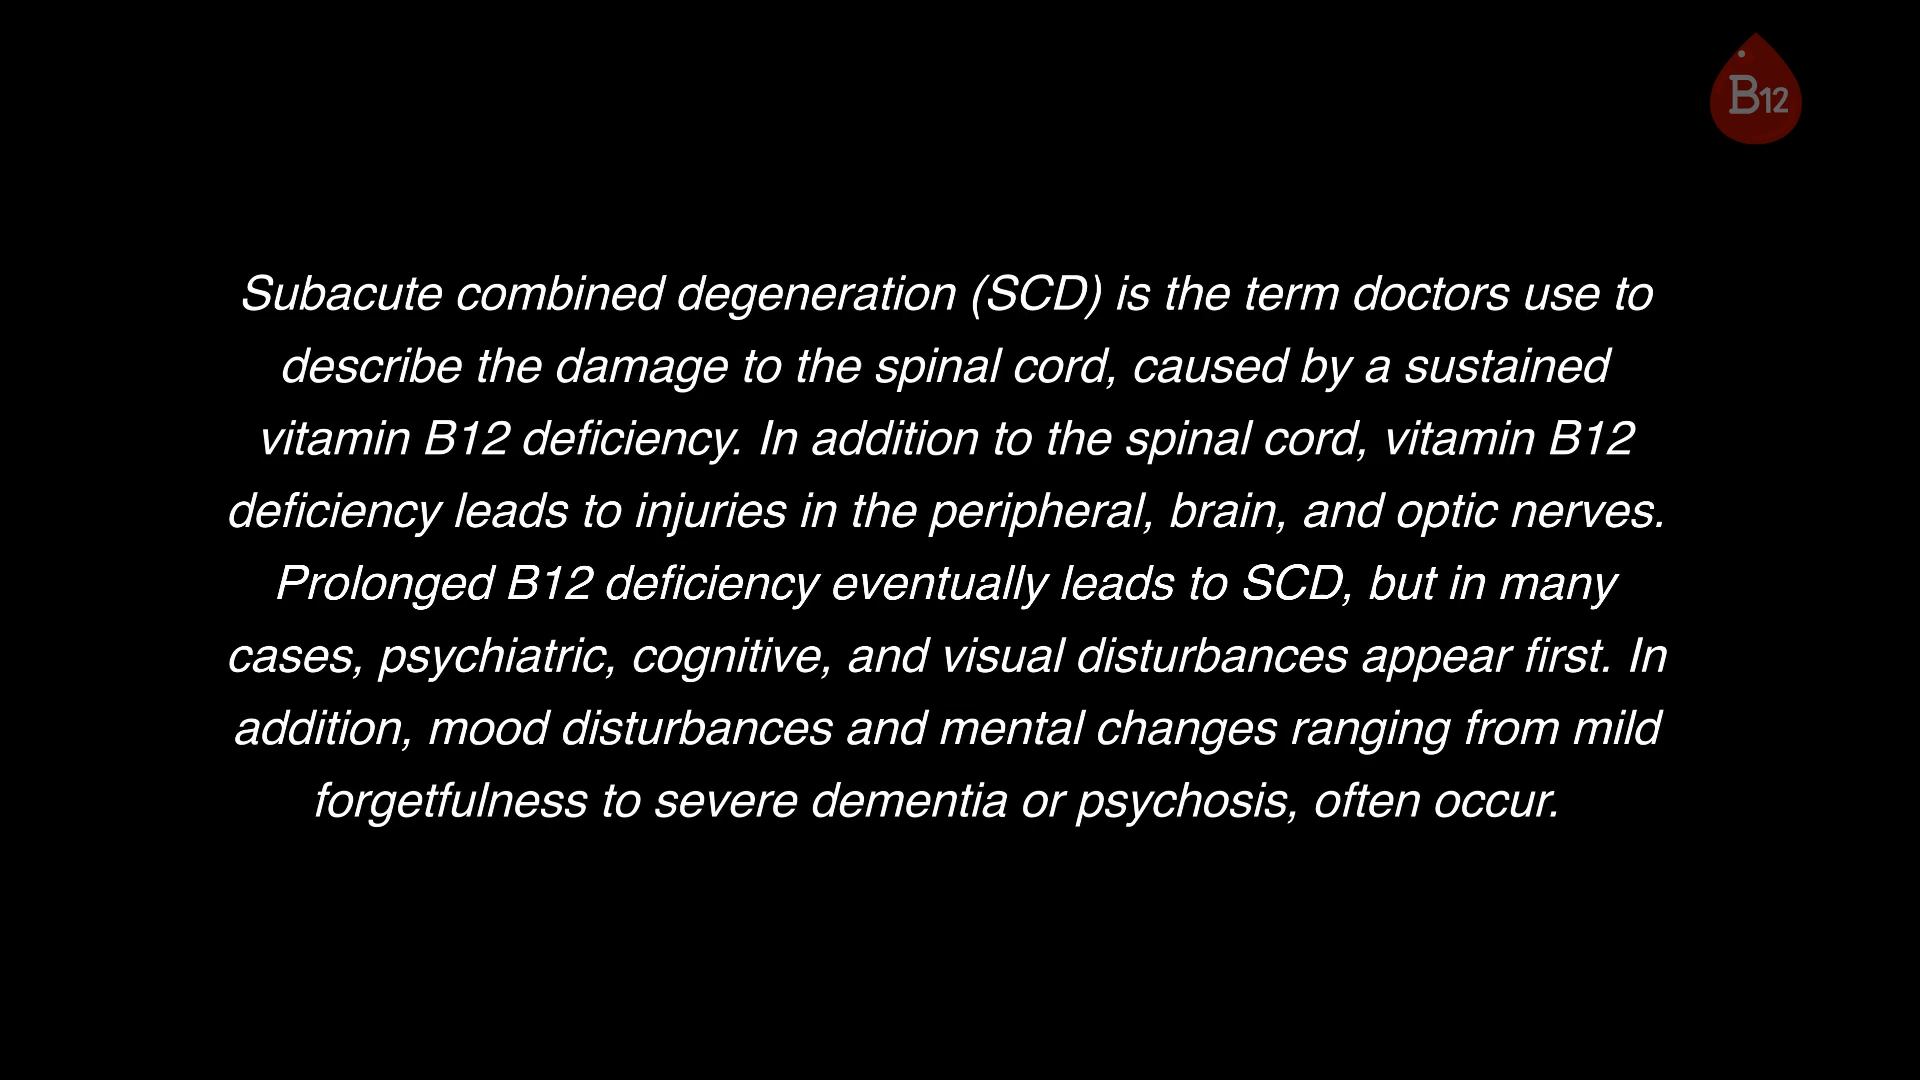 B12
Subacute combined degeneration (SCD) is the term doctors use to
describe the damage to the spinal cord, caused by a sustained
vitamin B12 deficiency. In addition to the spinal cord, vitamin B12
deficiency leads to injuries in the peripheral, brain, and optic nerves.
Prolonged B12 deficiency eventually leads to SCD, but in many
cases, psychiatric, cognitive, and visual disturbances appear first. In
addition, mood disturbances and mental changes ranging from mild
forgetfulness to severe dementia or psychosis, often occur.